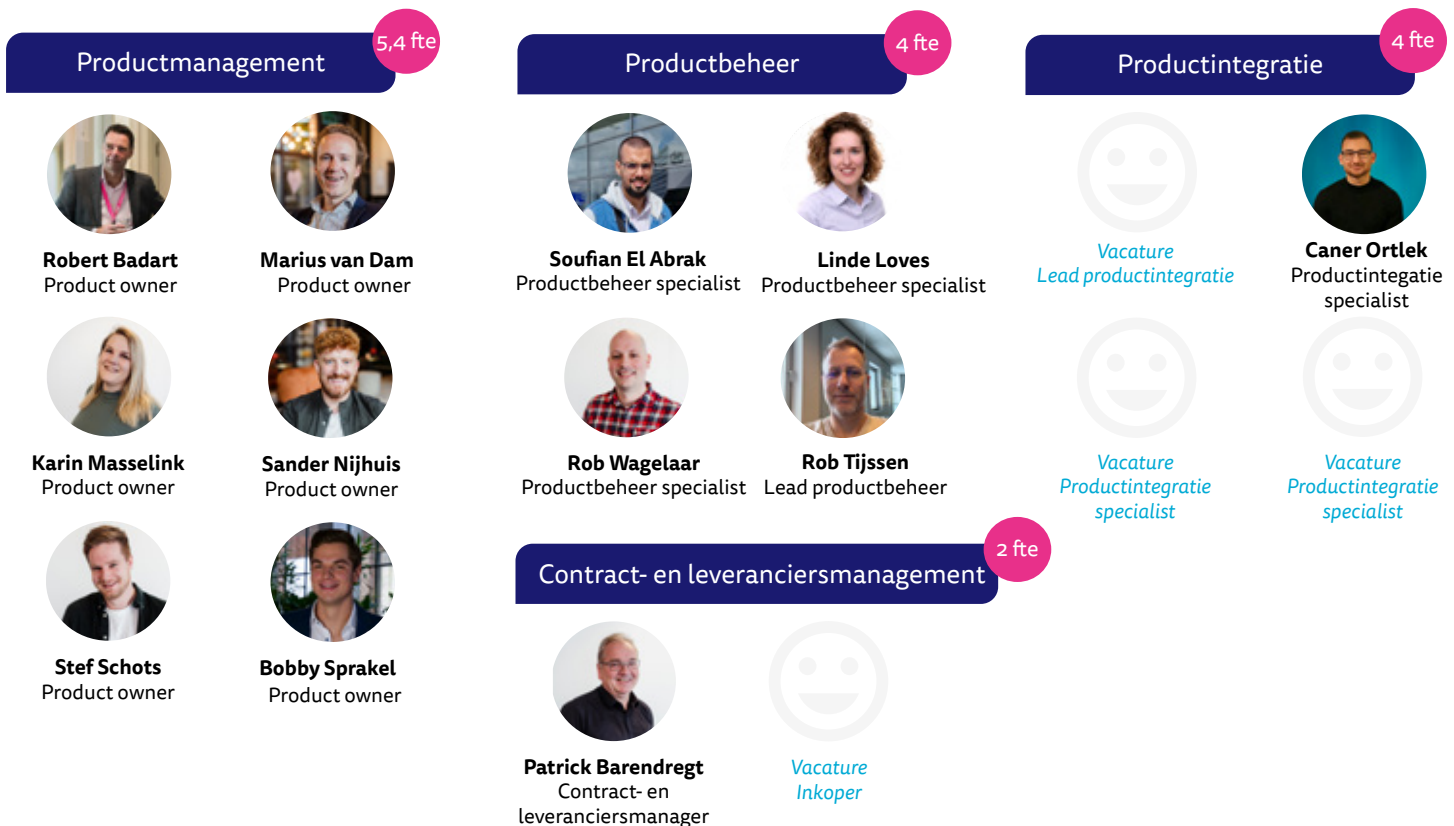 Productmanagement
5,4 fte
Robert Badart
Product owner
Marius van Dam
Product owner
Karin Masselink
Product owner
Sander Nijhuis
Product owner
Stef Schots
Product owner
Bobby Sprakel
Product owner
Productbeheer
4 fte
Soufian El Abrak
Productbeheer specialist
Linde Loves
Productbeheer specialist
Rob Wagelaar
Productbeheer specialist
Rob Tijssen
Lead productbeheer
Contract- en leveranciersmanagement
2 fte
Patrick Barendregt
Contract- en
leveranciersmanager
Vacature
Inkoper
Productintegratie
4 fte
Vacature
Lead productintegratie
Caner Ortlek
Productintegatie
specialist
Vacature
Productintegratie
specialist
Vacature
Productintegratie
specialist